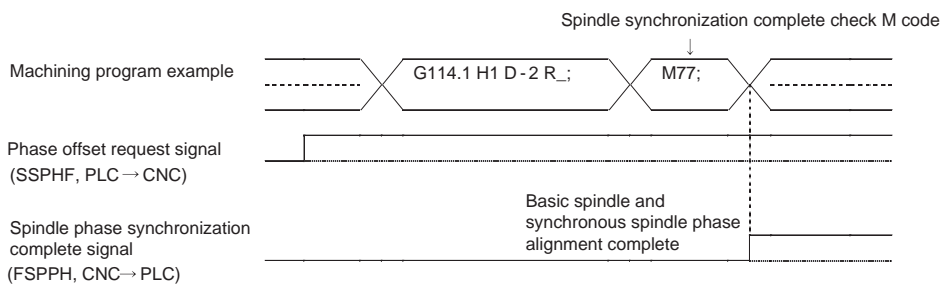 Spindle synchronization complete check M code
↓
Machining program example
G114.1 H1 D-2 R_;
M77;
Phase offset request signal
(SSPHF, PLC→CNC)
Basic spindle and
synchronous spindle phase
alignment complete
Spindle phase synchronization
complete signal
(FSPPH, CNC→PLC)